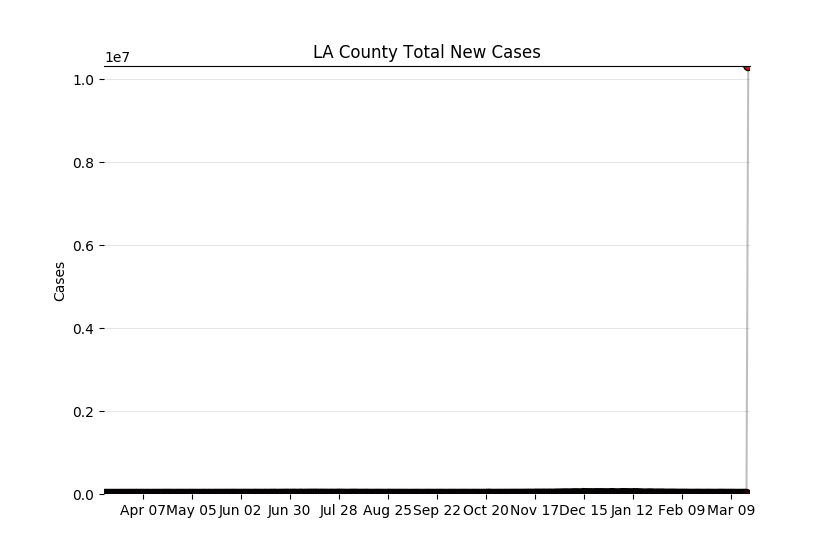 LA County Total New Cases
1e7
1.0
0.8
0.6
0.4
0.2
0.0
Cases
Apr 07 May 05 Jun 02 Jun 30 Jul 28 Aug 25 Sep 22 Oct 20 Nov 17 Dec 15 Jan 12 Feb 09 Mar 09